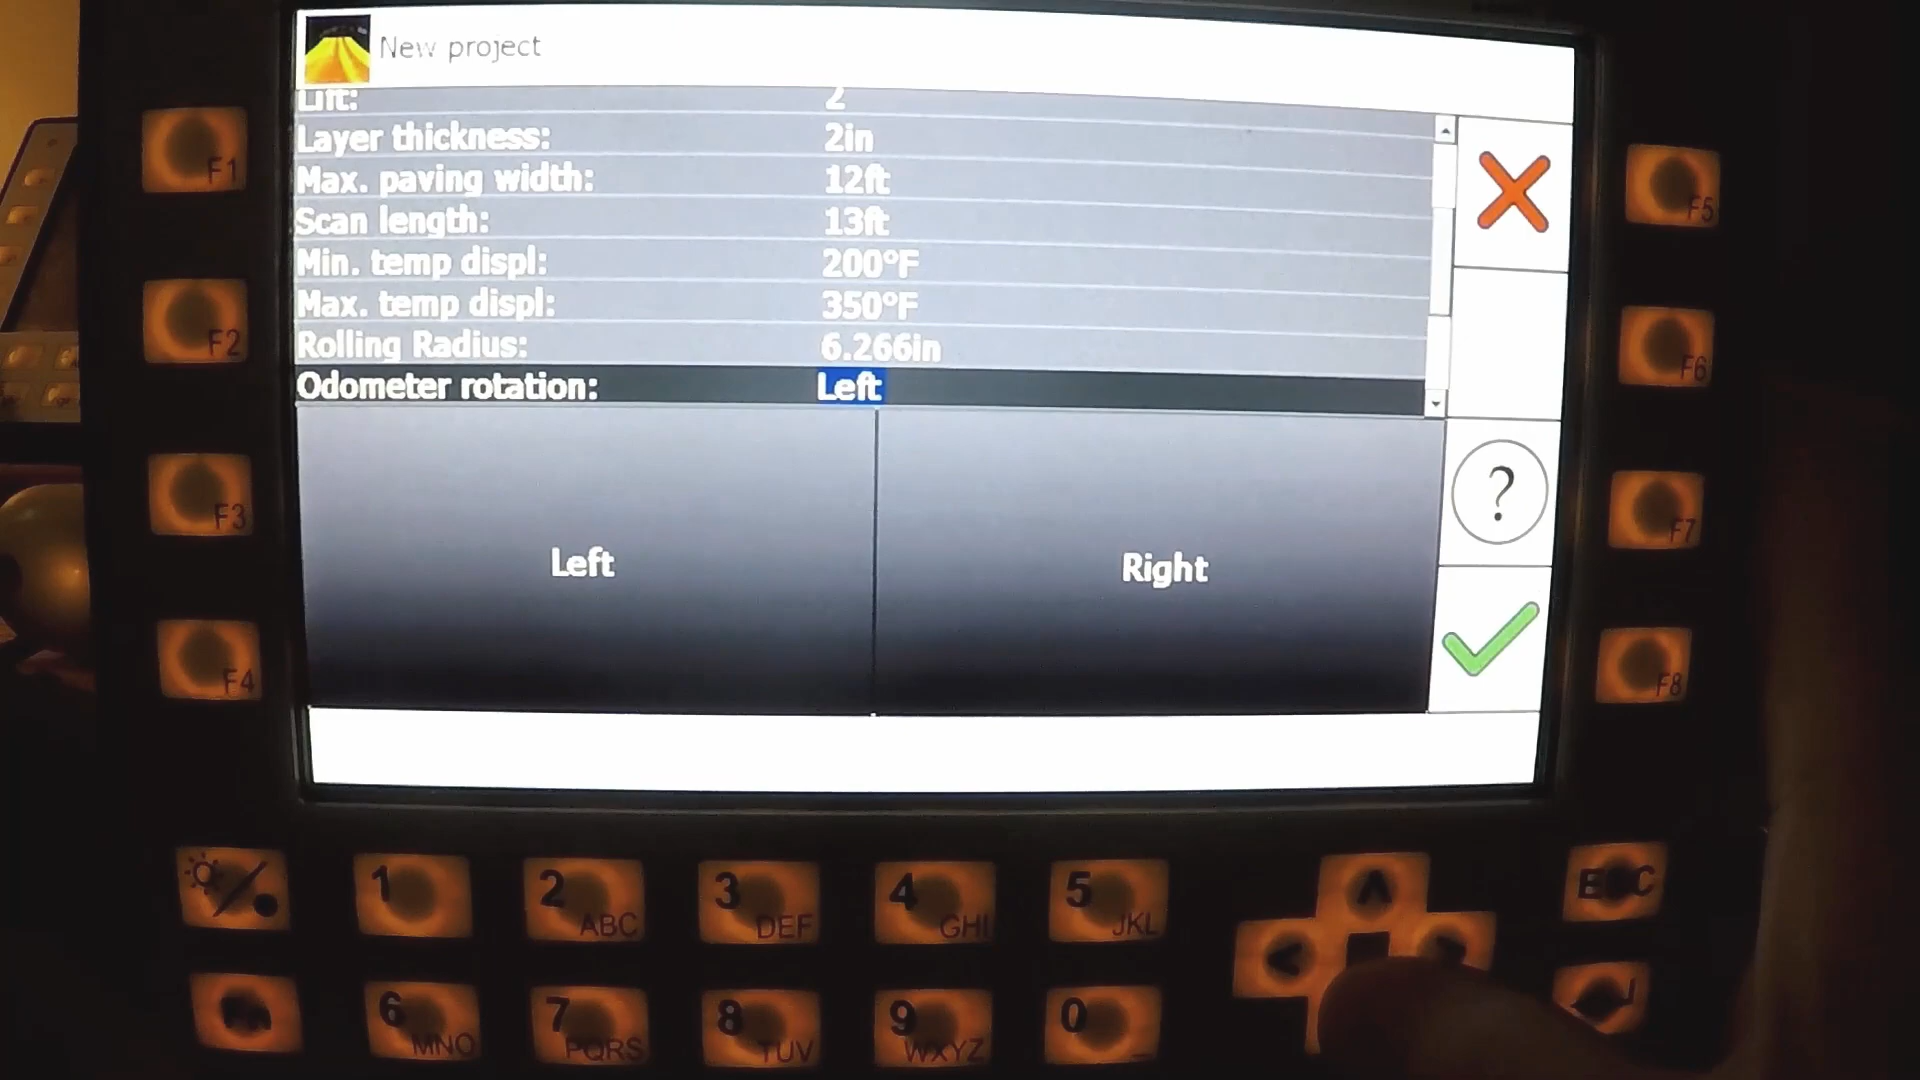 New project
Lift: 2
Layer thickness: 2in
Max. paving width: 12ft
Scan length: 13ft
Min. temp displ: 200°F
Max. temp displ: 350°F
Rolling Radius: 6.266in
Odometer rotation: Left
Left Right
?
F1
F2
F3
F4
F5
F6
F7
F8
1 2 ABC 3 DEF 4 GHI 5 JKL
ESC
6 MNO 7 PQRS 8 TUV 9 WXYZ 0 _